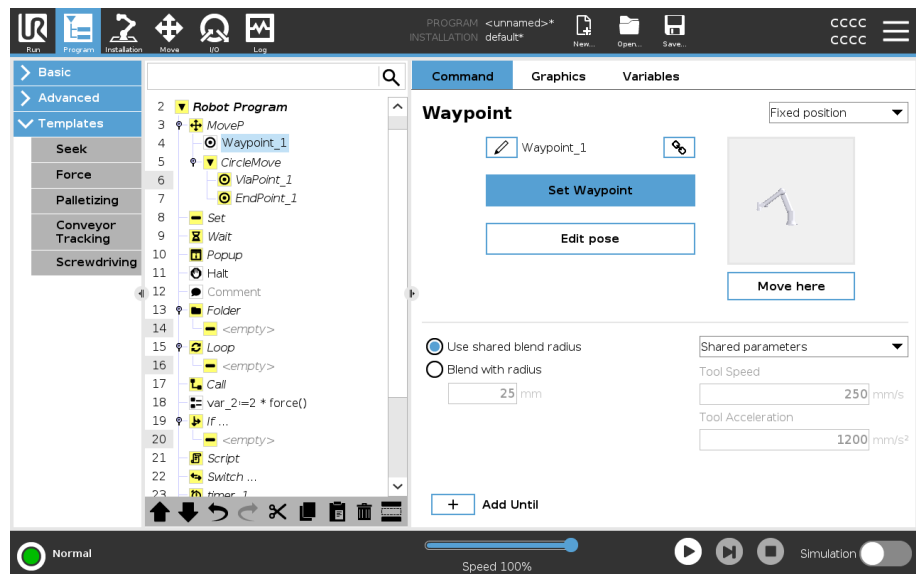 UR
Run
Program
Installation
Move
I/O
Log
PROGRAM <unnamed>*
INSTALLATION default*
New...
Open...
Save...
CCCC
CCCC
Basic
Advanced
Templates
Seek
Force
Palletizing
Conveyor
Tracking
Screwdriving
2 Robot Program
3 MoveP
4 Waypoint_1
5 CircleMove
6 ViaPoint_1
7 EndPoint_1
8 Set
9 Wait
10 Popup
11 Halt
12 Comment
13 Folder
14 <empty>
15 Loop
16 <empty>
17 Call
18 var_2:=2 * force()
19 If ...
20 <empty>
21 Script
22 Switch ...
23 timer_1
Command Graphics Variables
Waypoint
Fixed position
Waypoint_1
Set Waypoint
Edit pose
Move here
Use shared blend radius
Blend with radius
25 mm
Shared parameters
Tool Speed
250 mm/s
Tool Acceleration
1200 mm/s²
+ Add Until
Normal
Speed 100%
Simulation